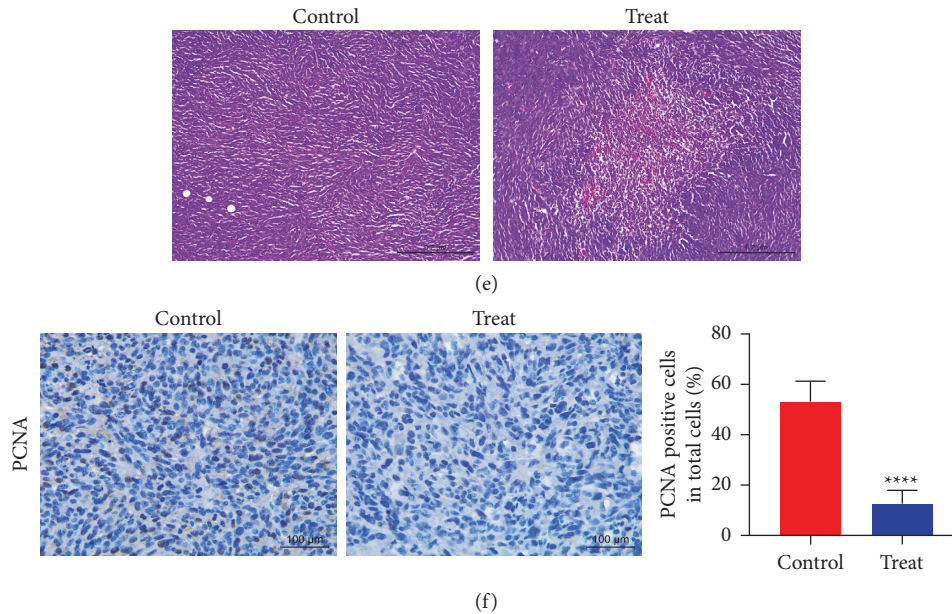 Control
Treat
(e)
Control
Treat
PCNA
100 μm
100 μm
PCNA positive cells
in total cells (%)
80
60
40
20
0
****
Control
Treat
(f)